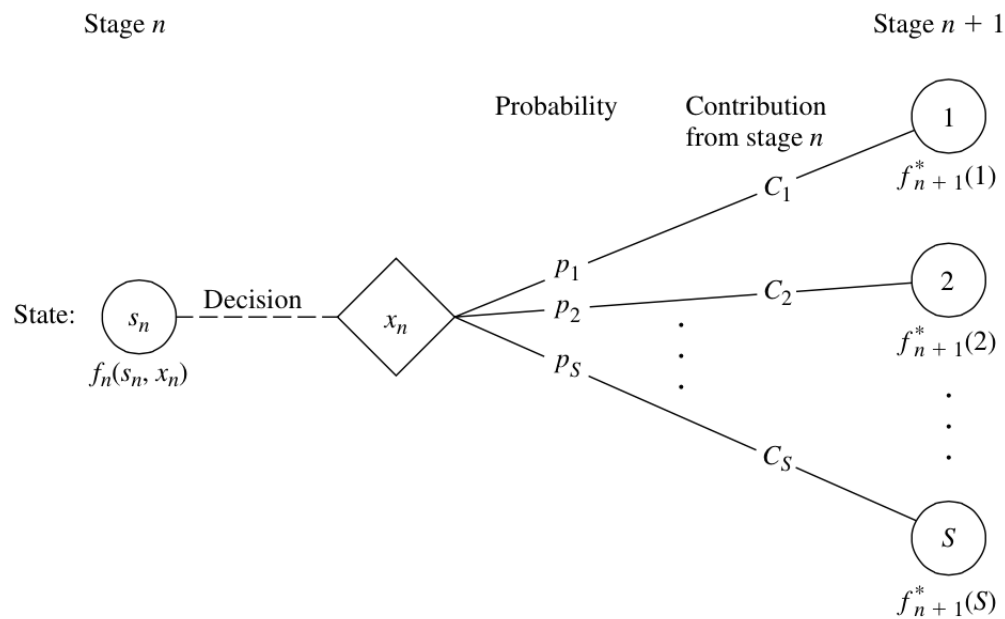 Stage n
Stage n + 1
Probability
Contribution
from stage n
1
f*n + 1(1)
C1
p1
State:
sn
Decision
xn
p2
C2
2
f*n + 1(2)
fn(sn, xn)
pS
CS
S
f*n + 1(S)